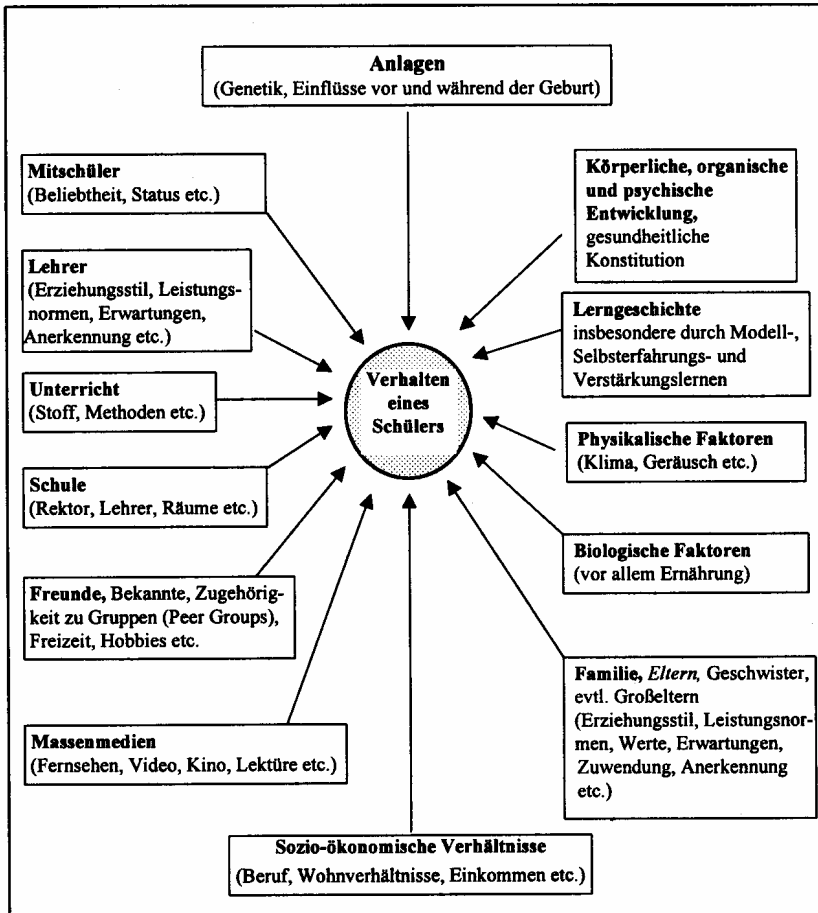 Anlagen
(Genetik, Einflüsse vor und während der Geburt)
Mitschüler
(Beliebtheit, Status etc.)
Körperliche, organische
und psychische
Entwicklung,
gesundheitliche
Konstitution
Lehrer
(Erziehungsstil, Leistungs-
normen, Erwartungen,
Anerkennung etc.)
Lerngeschichte
insbesondere durch Modell-,
Selbsterfahrungs- und
Verstärkungslernen
Verhalten
eines
Schülers
Unterricht
(Stoff, Methoden etc.)
Physikalische Faktoren
(Klima, Geräusch etc.)
Schule
(Rektor, Lehrer, Räume etc.)
Biologische Faktoren
(vor allem Ernährung)
Freunde, Bekannte, Zugehörig-
keit zu Gruppen (Peer Groups),
Freizeit, Hobbies etc.
Familie, Eltern, Geschwister,
evtl. Großeltern
(Erziehungsstil, Leistungsnor-
men, Werte, Erwartungen,
Zuwendung, Anerkennung
etc.)
Massenmedien
(Fernsehen, Video, Kino, Lektüre etc.)
Sozio-ökonomische Verhältnisse
(Beruf, Wohnverhältnisse, Einkommen etc.)